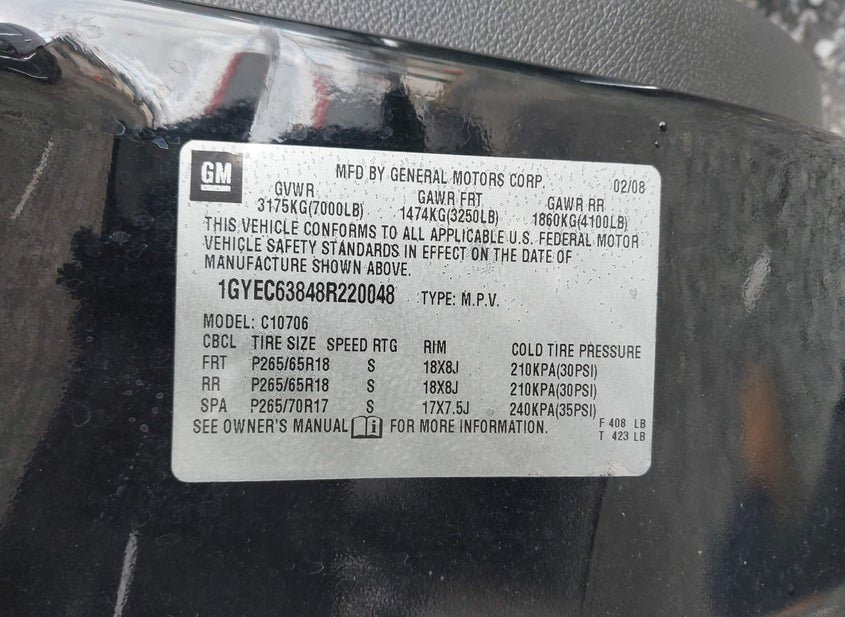 GM
MFD BY GENERAL MOTORS CORP. 02/08
GVWR GAWR FRT GAWR RR
3175KG(7000LB) 1474KG(3250LB) 1860KG(4100LB)
THIS VEHICLE CONFORMS TO ALL APPLICABLE U.S. FEDERAL MOTOR
VEHICLE SAFETY STANDARDS IN EFFECT ON THE DATE OF
MANUFACTURE SHOWN ABOVE.
1GYEC63848R220048 TYPE: M.P.V.
MODEL: C10706
CBCL TIRE SIZE SPEED RTG RIM COLD TIRE PRESSURE
FRT P265/65R18 S 18X8J 210KPA(30PSI)
RR P265/65R18 S 18X8J 210KPA(30PSI)
SPA P265/70R17 S 17X7.5J 240KPA(35PSI)
SEE OWNER'S MANUAL i FOR MORE INFORMATION.
F 408 LB
T 423 LB